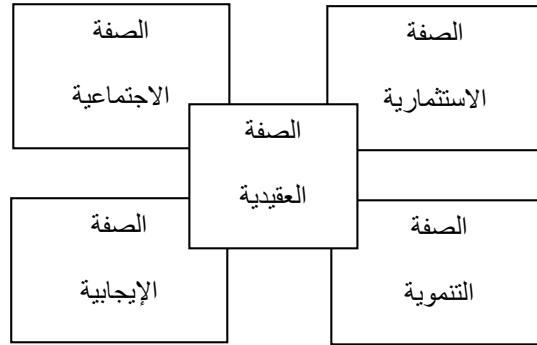 الصفة
الاستثمارية
الصفة
الاجتماعية
الصفة
العقيدية
الصفة
التنموية
الصفة
الإيجابية